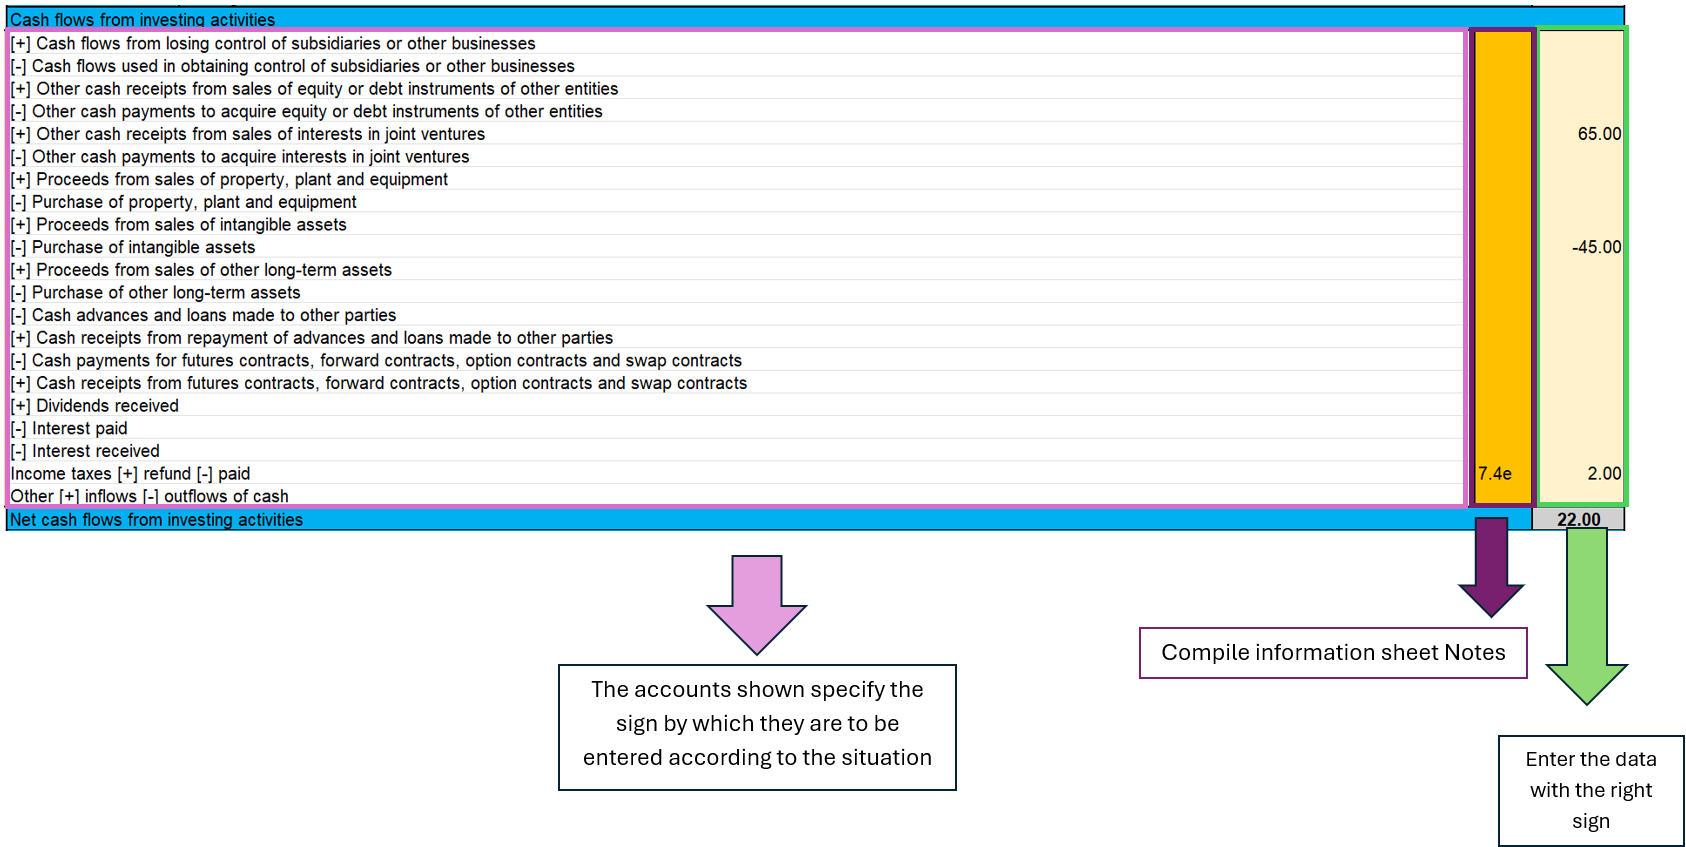 Cash flows from investing activities
[+] Cash flows from losing control of subsidiaries or other businesses
[-] Cash flows used in obtaining control of subsidiaries or other businesses
[+] Other cash receipts from sales of equity or debt instruments of other entities
[-] Other cash payments to acquire equity or debt instruments of other entities
[+] Other cash receipts from sales of interests in joint ventures 65.00
[-] Other cash payments to acquire interests in joint ventures
[+] Proceeds from sales of property, plant and equipment
[-] Purchase of property, plant and equipment
[+] Proceeds from sales of intangible assets
[-] Purchase of intangible assets -45.00
[+] Proceeds from sales of other long-term assets
[-] Purchase of other long-term assets
[-] Cash advances and loans made to other parties
[+] Cash receipts from repayment of advances and loans made to other parties
[-] Cash payments for futures contracts, forward contracts, option contracts and swap contracts
[+] Cash receipts from futures contracts, forward contracts, option contracts and swap contracts
[+] Dividends received
[-] Interest paid
[-] Interest received
Income taxes [+] refund [-] paid 7.4e 2.00
Other [+] inflows [-] outflows of cash
Net cash flows from investing activities 22.00
The accounts shown specify the
sign by which they are to be
entered according to the situation
Compile information sheet Notes
Enter the data
with the right
sign